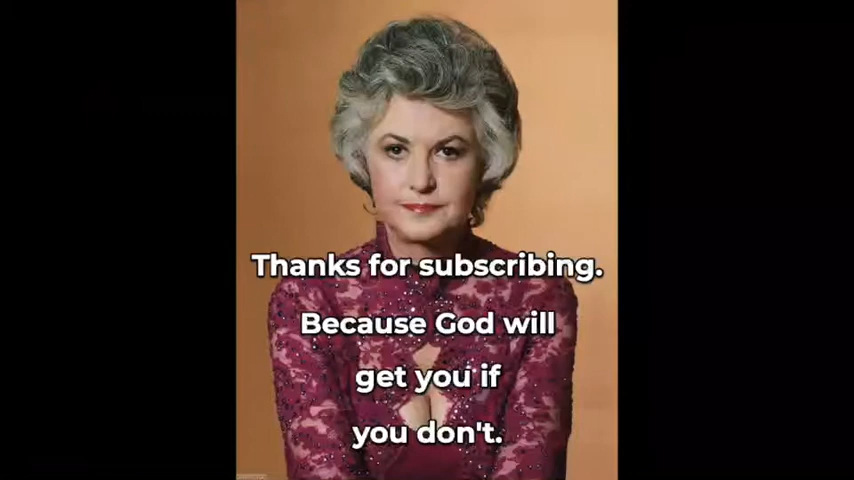 Thanks for subscribing.
Because God will
get you if
you don't.